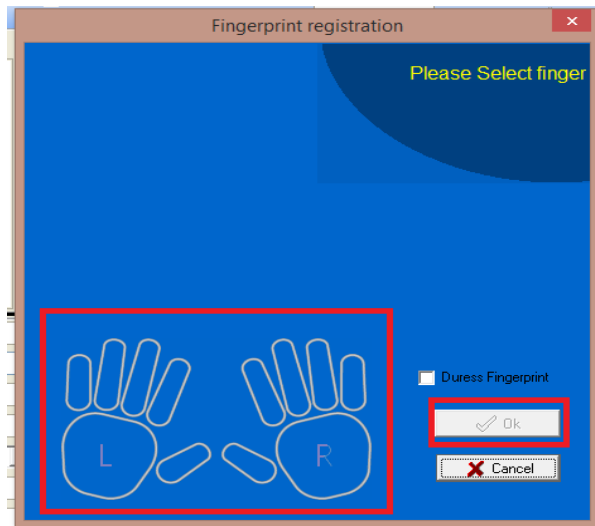 Fingerprint registration
Please Select finger
Duress Fingerprint
L
R
Ok
Cancel